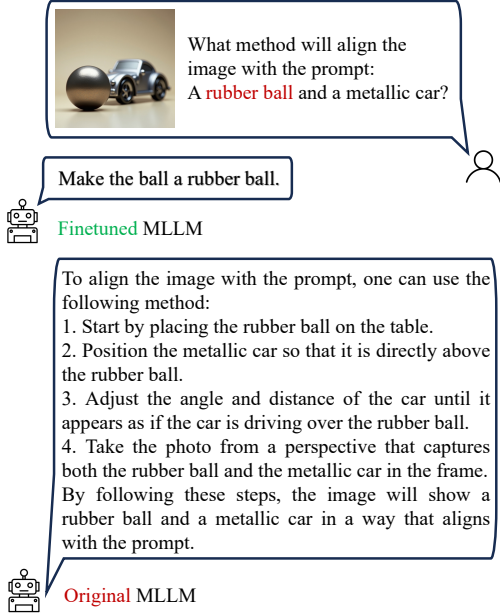 What method will align the
image with the prompt:
A rubber ball and a metallic car?
Make the ball a rubber ball.
Finetuned MLLM
To align the image with the prompt, one can use the
following method:
1. Start by placing the rubber ball on the table.
2. Position the metallic car so that it is directly above
the rubber ball.
3. Adjust the angle and distance of the car until it
appears as if the car is driving over the rubber ball.
4. Take the photo from a perspective that captures
both the rubber ball and the metallic car in the frame.
By following these steps, the image will show a
rubber ball and a metallic car in a way that aligns
with the prompt.
Original MLLM